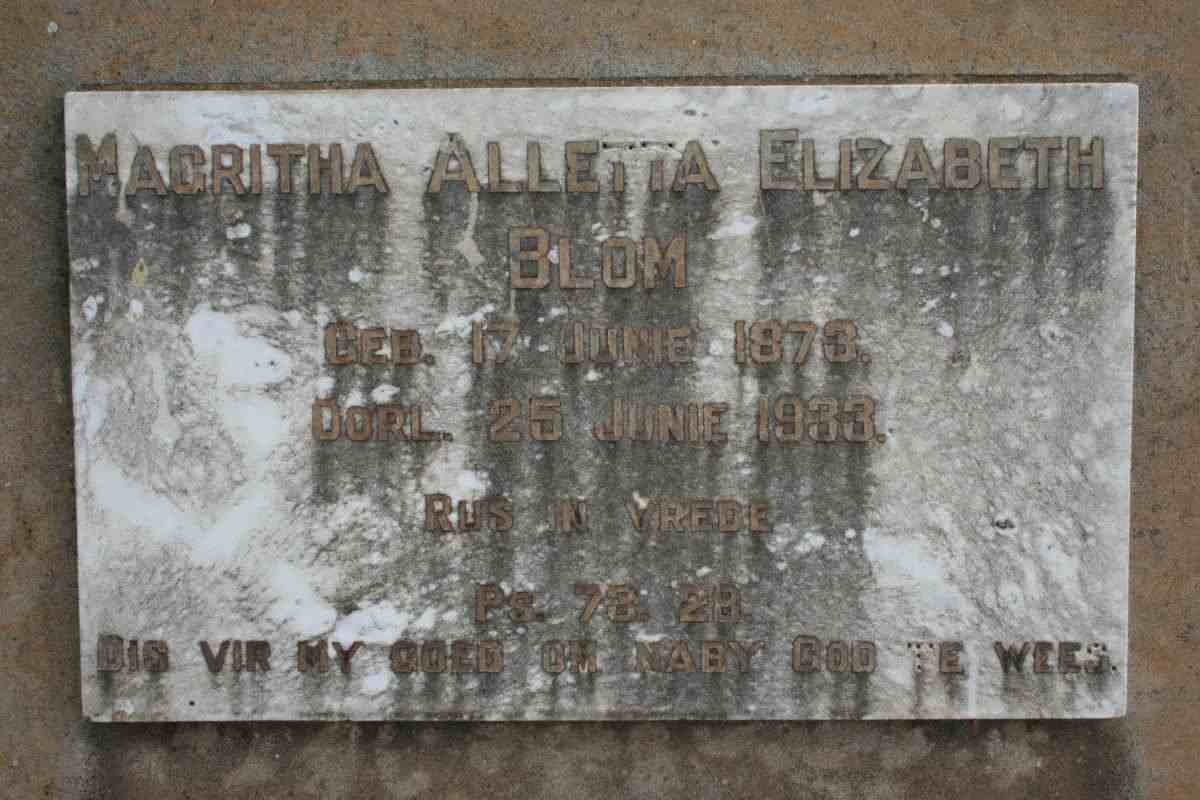 MAGRITHA ALLETTA ELIZABETH
BLOM
GEB. 17 JUNIE 1873.
OORL. 25 JUNIE 1933.
RUS IN VREDE
PS. 73. 28.
DIS VIR MY GOED OM NABY GOD TE WEES.